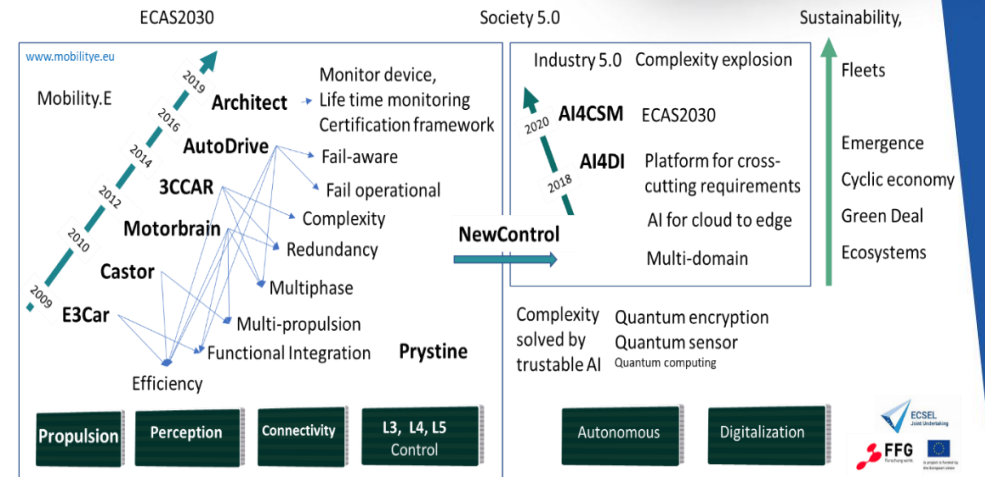 ECAS2030
Society 5.0
Sustainability,
www.mobilitye.eu
Mobility.E
2019
2016
2014
2012
2010
2009
Architect
AutoDrive
3CCAR
Motorbrain
Castor
E3Car
Monitor device,
Life time monitoring
Certification framework
Fail-aware
Fail operational
Complexity
Redundancy
Multiphase
Multi-propulsion
Functional Integration
Efficiency
Prystine
NewControl
Industry 5.0
Complexity explosion
2020
2018
AI4CSM
ECAS2030
AI4DI
Platform for cross-
cutting requirements
AI for cloud to edge
Multi-domain
Complexity
solved by
trustable AI
Quantum encryption
Quantum sensor
Quantum computing
Fleets
Emergence
Cyclic economy
Green Deal
Ecosystems
Propulsion
Perception
Connectivity
L3, L4, L5
Control
Autonomous
Digitalization
ECSEL
Joint Undertaking
FFG